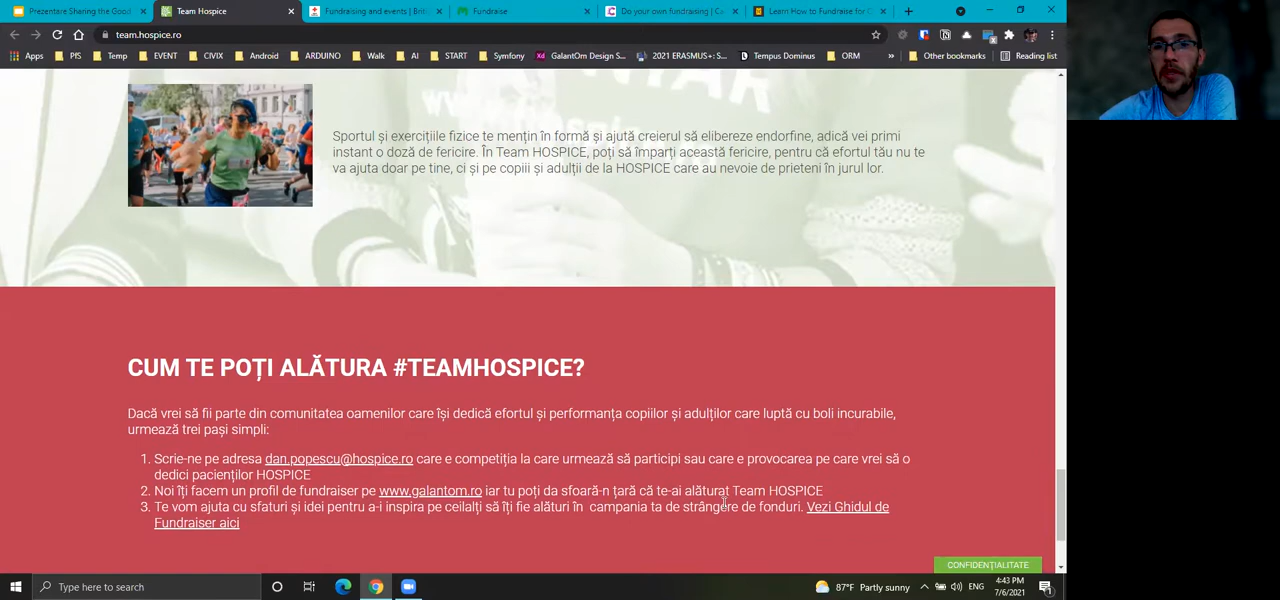 Prezentare Sharing the Good
Team Hospice
Fundraising and events | Brit
Fundraise
Do your own fundraising | Ca
Learn How to Fundraise for C
team.hospice.ro
Apps PIS Temp EVENT CIVIX Android ARDUINO Walk AI START Symfony GalantOm Design S... 2021 ERASMUS+: S... Tempus Dominus ORM » Other bookmarks Reading list
Sportul și exercițiile fizice te mențin în formă și ajută creierul să elibereze endorfine, adică vei primi
instant o doză de fericire. În Team HOSPICE, poți să împarți această fericire, pentru că efortul tău nu te
va ajuta doar pe tine, ci și pe copiii și adulții de la HOSPICE care au nevoie de prieteni în jurul lor.
CUM TE POȚI ALĂTURA #TEAMHOSPICE?
Dacă vrei să fii parte din comunitatea oamenilor care își dedică efortul și performanța copiilor și adulților care luptă cu boli incurabile,
urmează trei pași simpli:
1. Scrie-ne pe adresa dan.popescu@hospice.ro care e competiția la care urmează să participi sau care e provocarea pe care vrei să o
dedici pacienților HOSPICE
2. Noi îți facem un profil de fundraiser pe www.galantom.ro iar tu poți da sfoară-n țară că te-ai alăturat Team HOSPICE
3. Te vom ajuta cu sfaturi și idei pentru a-i inspira pe ceilalți să îți fie alături în campania ta de strângere de fonduri. Vezi Ghidul de
Fundraiser aici
CONFIDENȚIALITATE
Type here to search
87°F Partly sunny
ENG
4:43 PM
7/6/2021